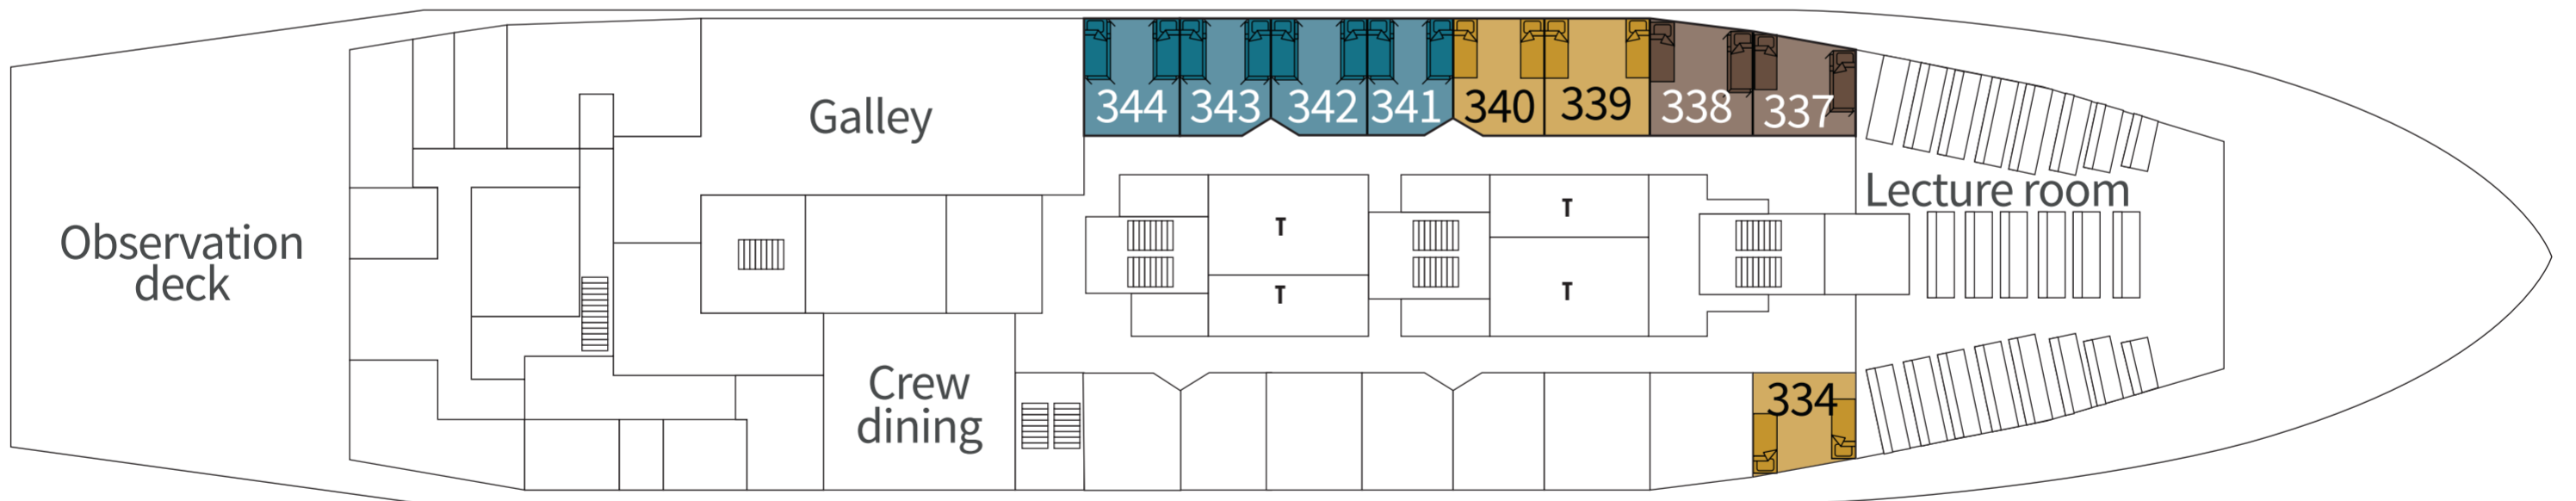 Observation
deck
Galley
344 343 342 341 340 339 338 337
Lecture room
T
T
T
T
Crew
dining
334